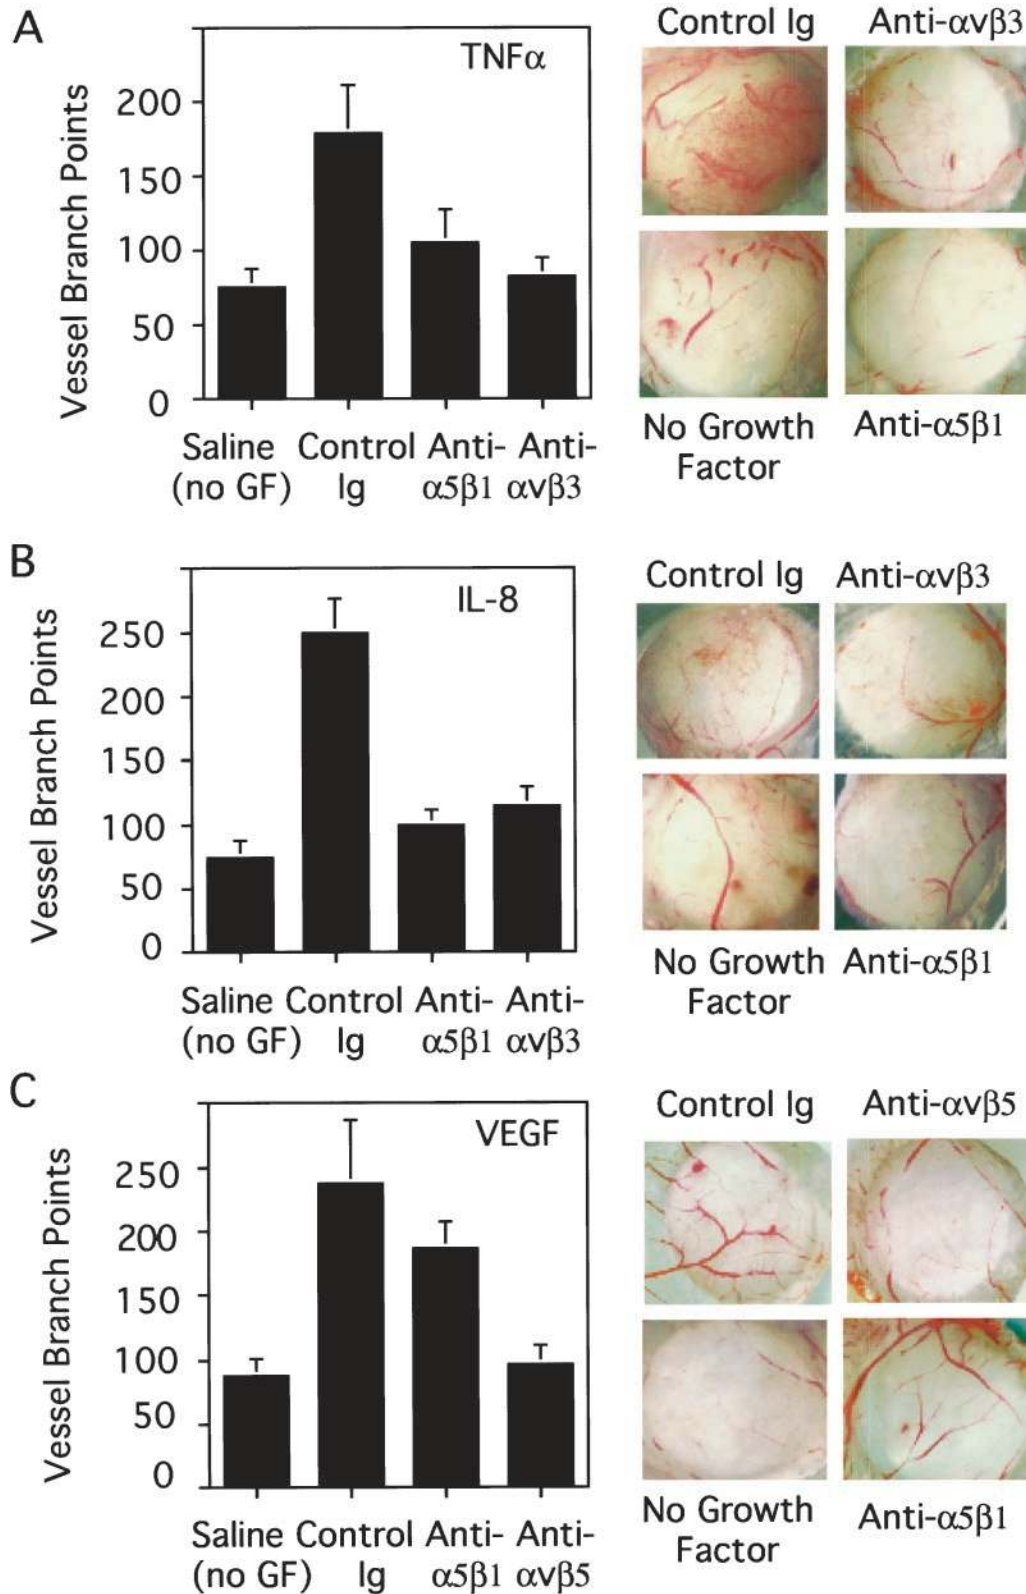 A
TNFα
Vessel Branch Points
200
150
100
50
0
Saline Control Anti- Anti-
(no GF) Ig α5β1 αvβ3
Control Ig Anti-αvβ3
No Growth Anti-α5β1
Factor
B
IL-8
Vessel Branch Points
250
200
150
100
50
0
Saline Control Anti- Anti-
(no GF) Ig α5β1 αvβ3
Control Ig Anti-αvβ3
No Growth Anti-α5β1
Factor
C
VEGF
Vessel Branch Points
250
200
150
100
50
0
Saline Control Anti- Anti-
(no GF) Ig α5β1 αvβ5
Control Ig Anti-αvβ5
No Growth Anti-α5β1
Factor